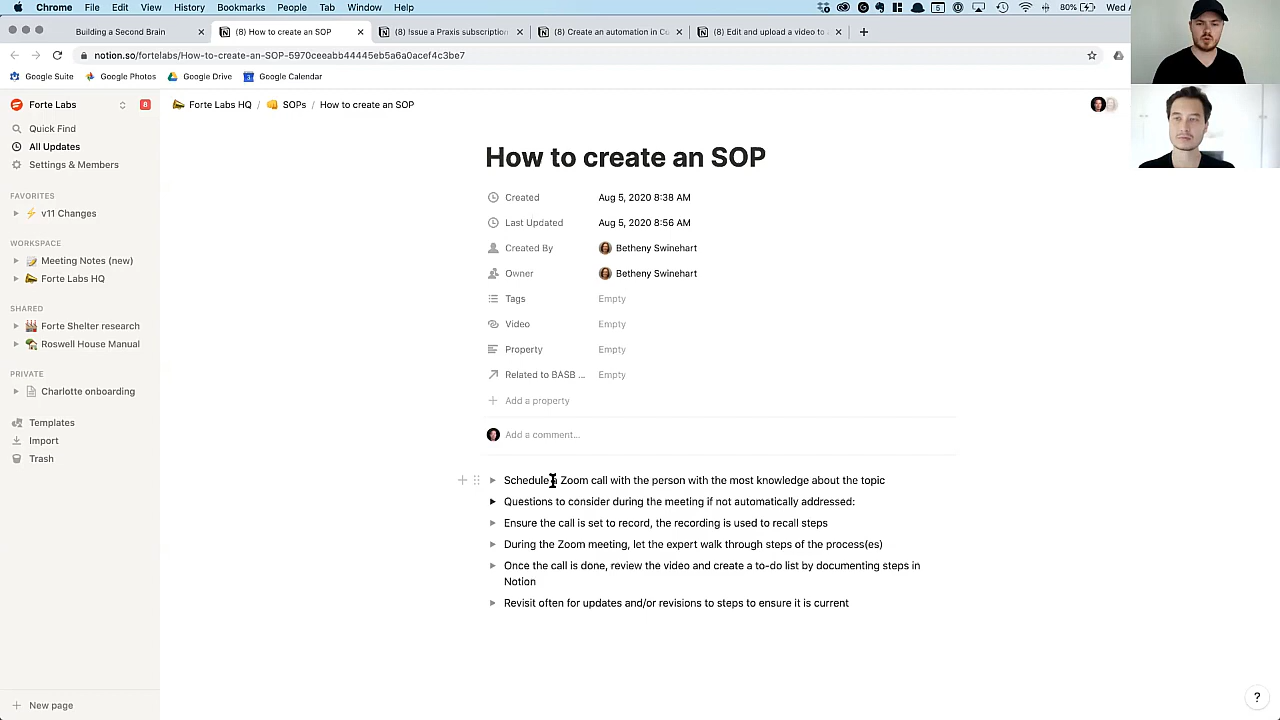 Chrome File Edit View History Bookmarks People Tab Window Help
5
80%
Wed
Building a Second Brain
(8) How to create an SOP
(8) Issue a Praxis subscriptio
(8) Create an automation in C
(8) Edit and upload a video to
notion.so/fortelabs/How-to-create-an-SOP-5970ceeabb44445eb5a6a0acef4c3be7
Google Suite Google Photos Google Drive Google Calendar
Forte Labs 8
Forte Labs HQ / SOPs / How to create an SOP
Quick Find
All Updates
Settings & Members
FAVORITES
v11 Changes
WORKSPACE
Meeting Notes (new)
Forte Labs HQ
SHARED
Forte Shelter research
Roswell House Manual
PRIVATE
Charlotte onboarding
Templates
Import
Trash
New page
How to create an SOP
Created Aug 5, 2020 8:38 AM
Last Updated Aug 5, 2020 8:56 AM
Created By Betheny Swinehart
Owner Betheny Swinehart
Tags Empty
Video Empty
Property Empty
Related to BASB ... Empty
Add a property
Add a comment...
Schedule a Zoom call with the person with the most knowledge about the topic
Questions to consider during the meeting if not automatically addressed:
Ensure the call is set to record, the recording is used to recall steps
During the Zoom meeting, let the expert walk through steps of the process(es)
Once the call is done, review the video and create a to-do list by documenting steps in
Notion
Revisit often for updates and/or revisions to steps to ensure it is current
?